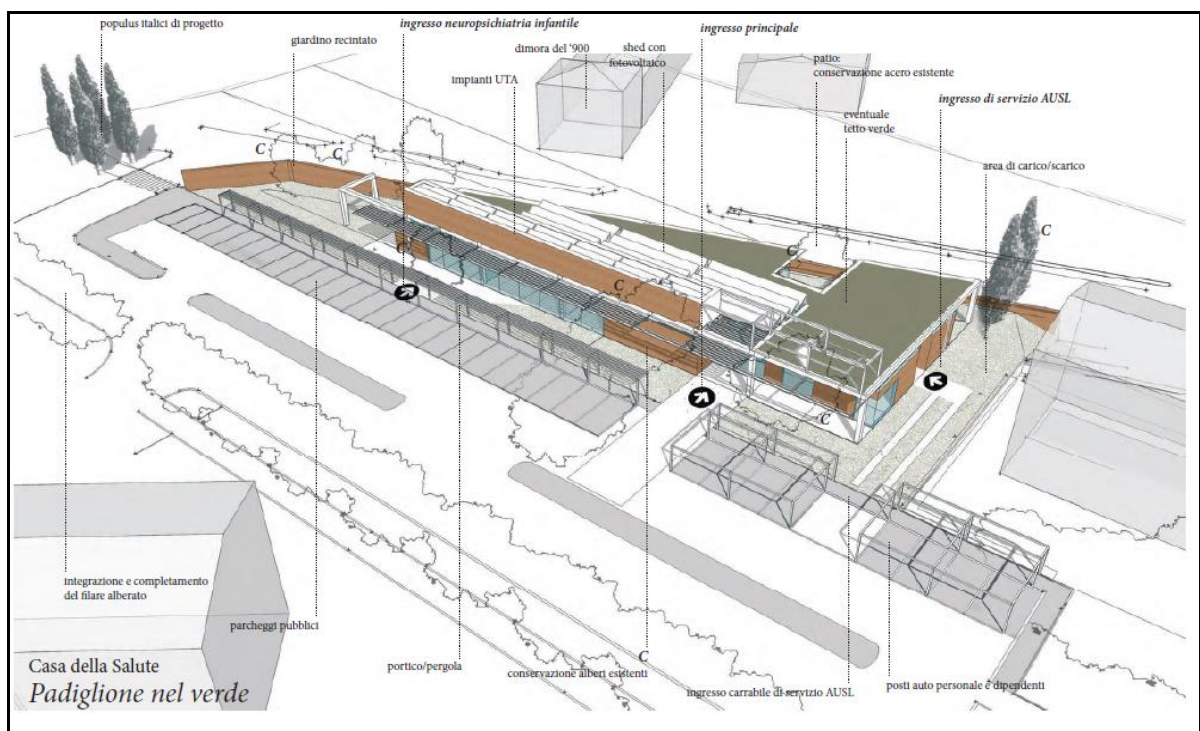 populus italici di progetto
ingresso neuropsichiatria infantile
ingresso principale
giardino recintato
dimora del '900
shed con
fotovoltaico
patio:
conservazione acero esistente
impianti UTA
ingresso di servizio AUSL
eventuale
tetto verde
area di carico/scarico
C
C
C
C
C
C
C
integrazione e completamento
del filare alberato
parcheggi pubblici
portico/pergola
C
conservazione alberi esistenti
ingresso carrabile di servizio AUSL
posti auto personale e dipendenti
Casa della Salute
Padiglione nel verde